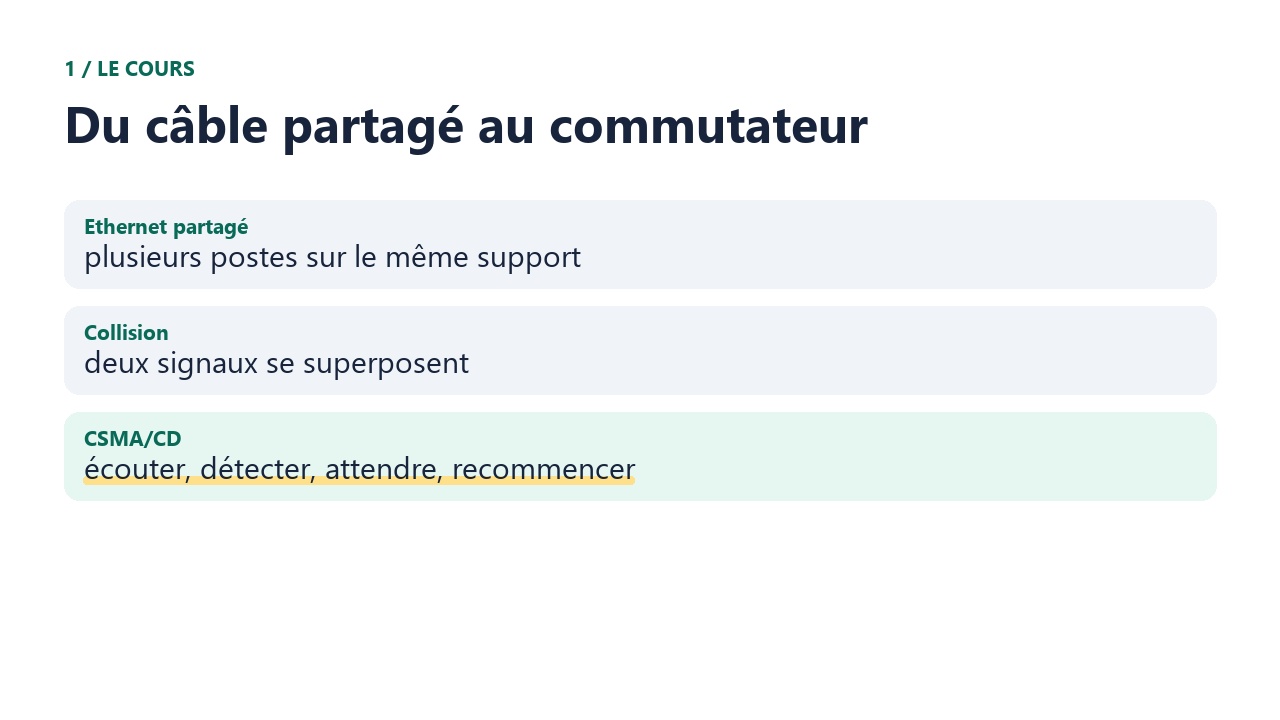 1 / LE COURS
Du câble partagé au commutateur
Ethernet partagé
plusieurs postes sur le même support
Collision
deux signaux se superposent
CSMA/CD
écouter, détecter, attendre, recommencer